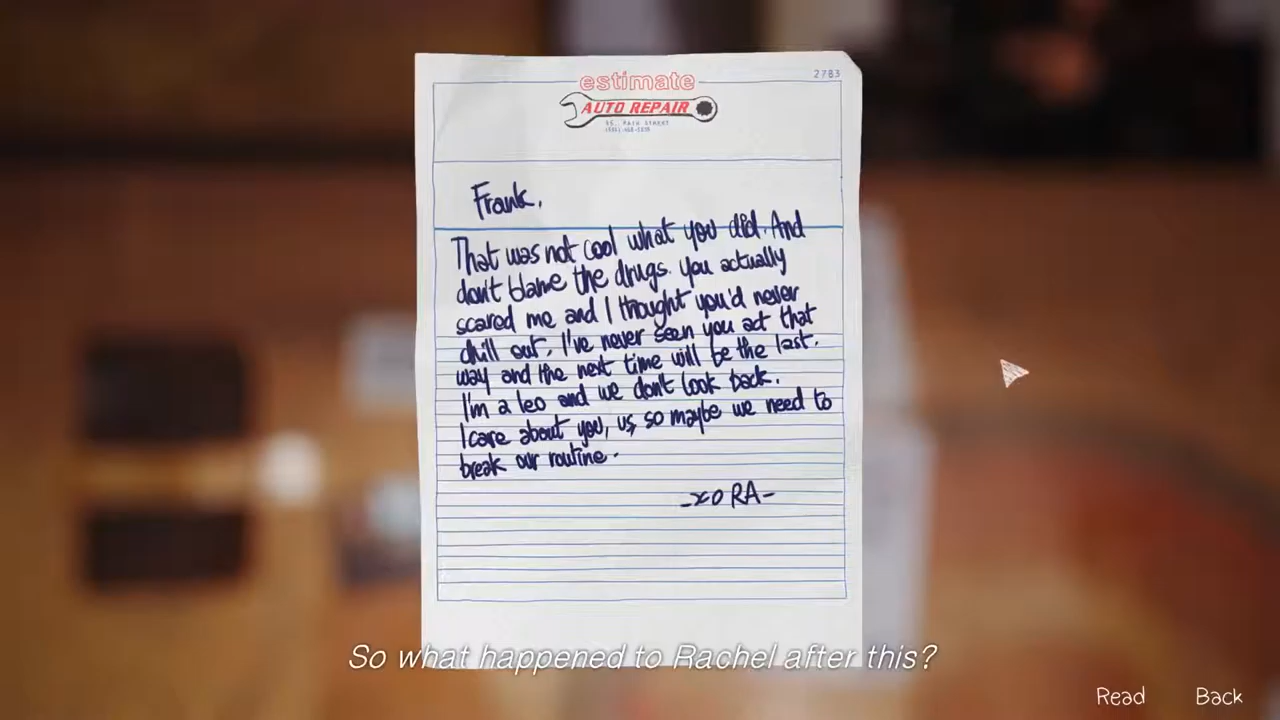 2783
estimate
AUTO REPAIR
Frank,
That was not cool what you did. And
don't blame the drugs. You actually
scared me and I thought you'd never
chill out. I've never seen you act that
way and the next time will be the last.
I'm a leo and we don't look back.
I care about you, us, so maybe we need to
break our routine.
-xo RA-
So what happened to Rachel after this?
Read Back